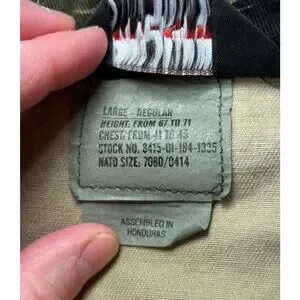 LARGE - REGULAR
HEIGHT: FROM 67 TO 71
CHEST: FROM 41 TO 45
STOCK NO. 8415-01-184-1335
NATO SIZE: 7080/0414
ASSEMBLED IN
HONDURAS